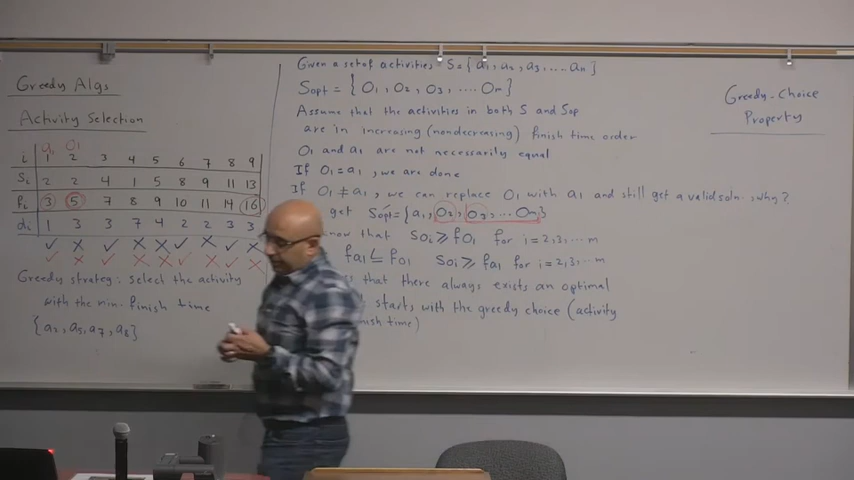 Greedy Algs
Activity Selection
a1 O1
i 1 2 3 4 5 6 7 8 9
Si 2 2 4 1 5 8 9 11 13
fi 3 5 7 8 9 10 11 14 16
di 1 3 3 7 4 2 2 3 3
✓ ✗ ✓ ✗ ✗ ✓ ✗ ✓ ✗
✓ ✗ ✓ ✗ ✗ ✓ ✗ ✗ ✗
Greedy strateg: select the activity
with the min. finish time
{a2, a5, a7, a8}
Given a set of activities S = {a1, a2, a3, .... an}
Sopt = {O1, O2, O3, .... Om}
Assume that the activities in both S and Sop
are in increasing (nondecreasing) finish time order
O1 and a1 are not necessarily equal
If O1 = a1, we are done
If O1 ≠ a1, we can replace O1 with a1 and still get a valid soln, why?
get Sopt' = {a1, O2, O3, ... Om}
know that SOi ⩾ fO1 for i = 2, 3, ... m
fa1 ≤ fO1 SOi ⩾ fa1 for i = 2, 3, ... m
s that there always exists an optimal
starts with the greedy choice (activity
nish time)
Greedy-Choice
Property